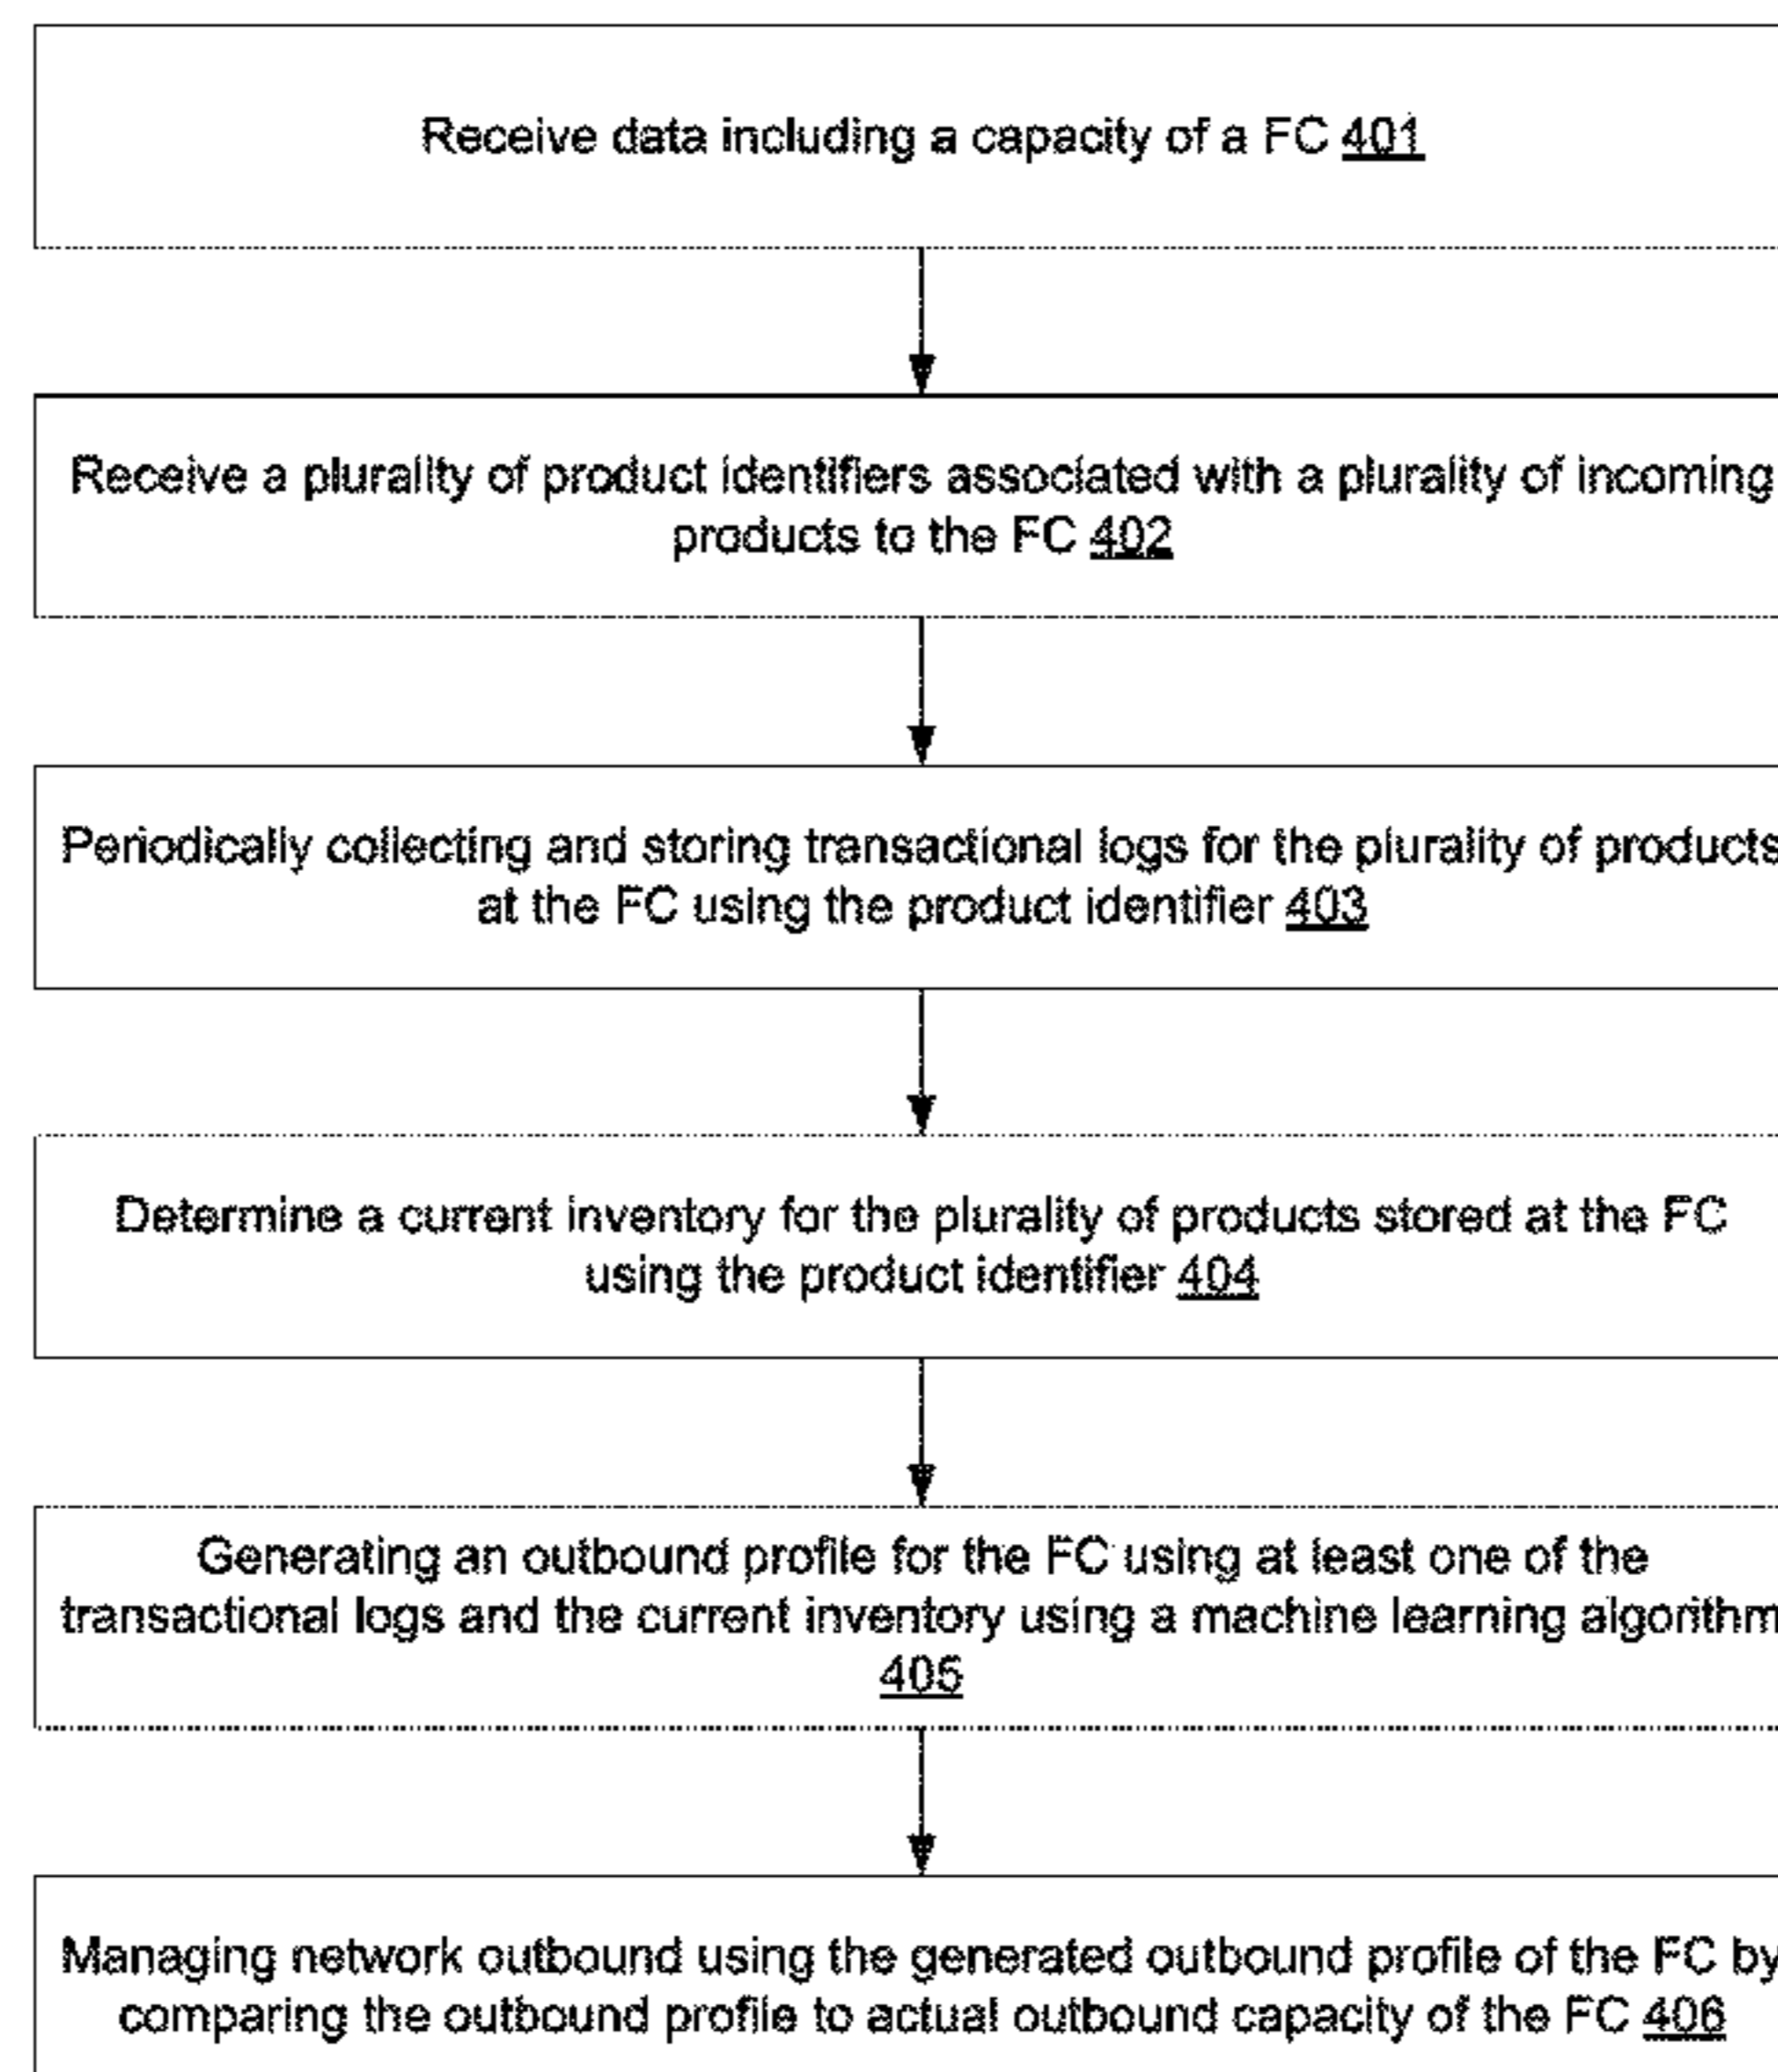 Receive data including a capacity of a FC 401
Receive a plurality of product identifiers associated with a plurality of incoming
products to the FC 402
Periodically collecting and storing transactional logs for the plurality of products
at the FC using the product identifier 403
Determine a current inventory for the plurality of products stored at the FC
using the product identifier 404
Generating an outbound profile for the FC using at least one of the
transactional logs and the current inventory using a machine learning algorithm
405
Managing network outbound using the generated outbound profile of the FC by
comparing the outbound profile to actual outbound capacity of the FC 406